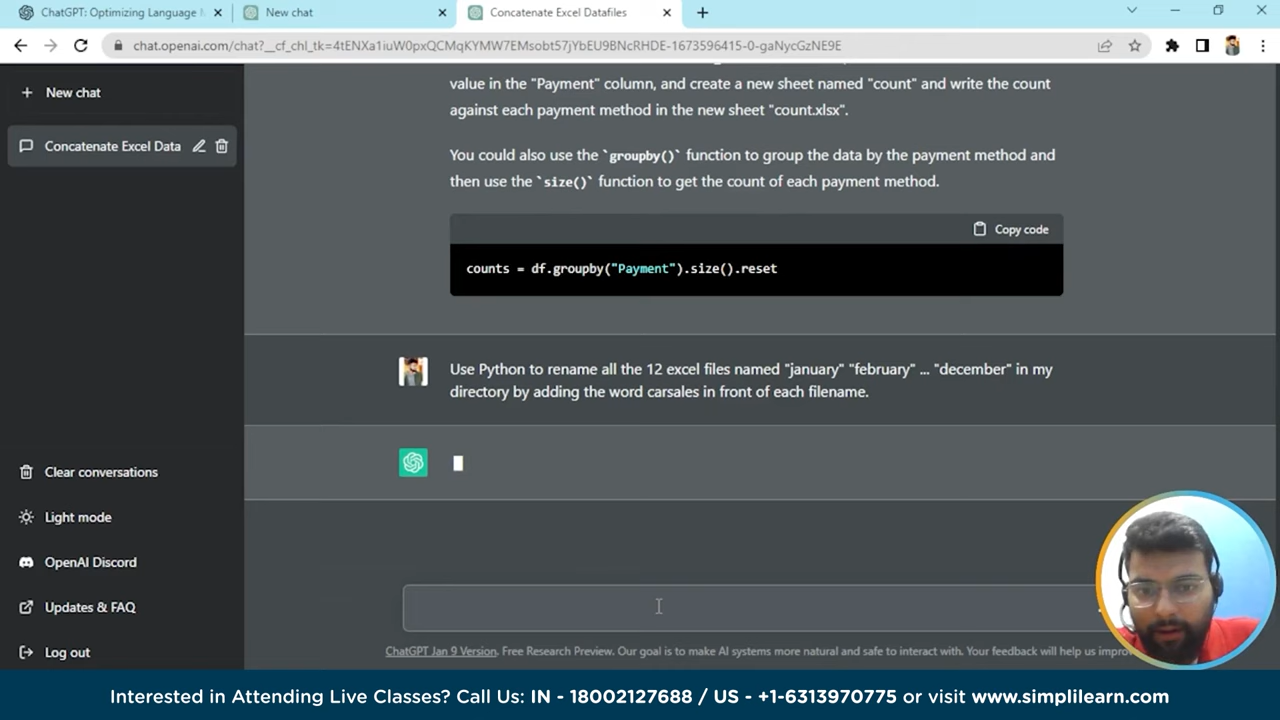 ChatGPT: Optimizing Language
New chat
Concatenate Excel Datafiles
chat.openai.com/chat?__cf_chl_tk=4tENXa1iuW0pxQCMqKYMW7EMsobt57jYbEU9BNcRHDE-1673596415-0-gaNycGzNE9E
New chat
Concatenate Excel Data
value in the "Payment" column, and create a new sheet named "count" and write the count
against each payment method in the new sheet "count.xlsx".
You could also use the `groupby()` function to group the data by the payment method and
then use the `size()` function to get the count of each payment method.
Copy code
counts = df.groupby("Payment").size().reset
Use Python to rename all the 12 excel files named "january" "february" ... "december" in my
directory by adding the word carsales in front of each filename.
Clear conversations
Light mode
OpenAI Discord
Updates & FAQ
Log out
ChatGPT Jan 9 Version. Free Research Preview. Our goal is to make AI systems more natural and safe to interact with. Your feedback will help us
Interested in Attending Live Classes? Call Us: IN - 18002127688 / US - +1-6313970775 or visit www.simplilearn.com